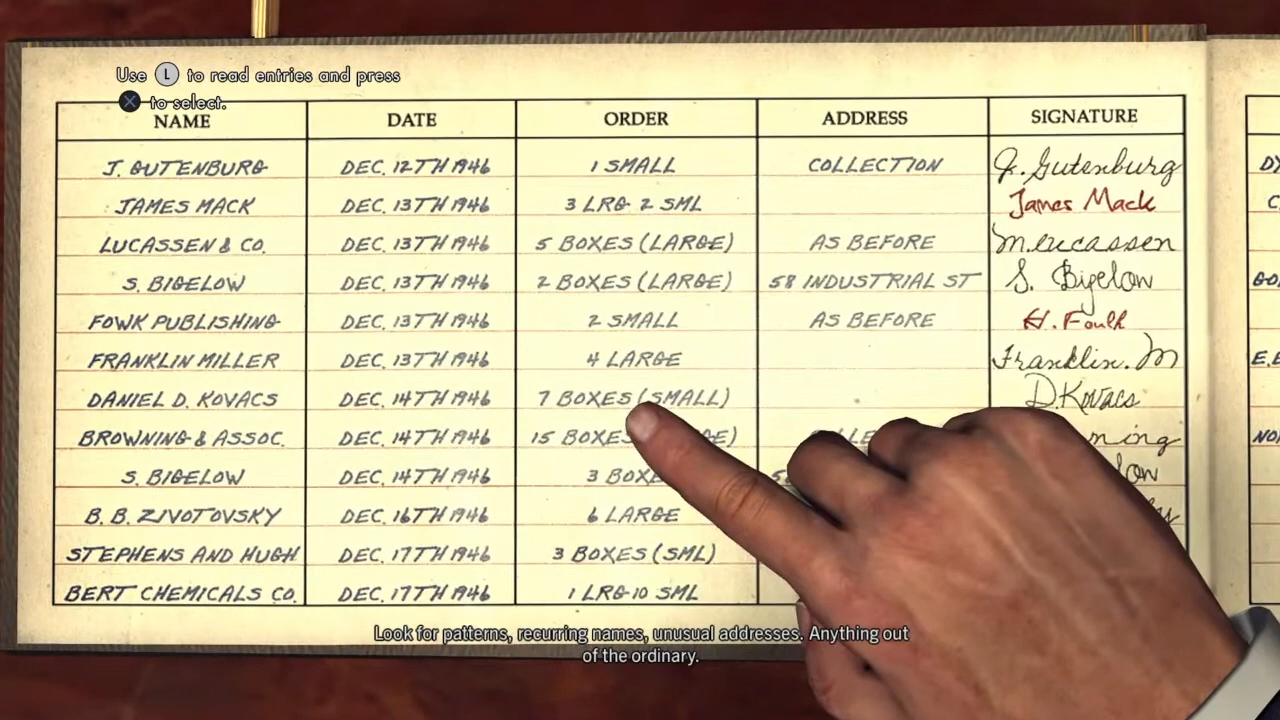 Use L to read entries and press
X to select.
NAME DATE ORDER ADDRESS SIGNATURE
J. GUTENBURG DEC. 12TH 1946 1 SMALL COLLECTION J. Gutenburg
JAMES MACK DEC. 13TH 1946 3 LRG 2 SML James Mack
LUCASSEN & CO. DEC. 13TH 1946 5 BOXES (LARGE) AS BEFORE
S. BIGELOW DEC. 13TH 1946 2 BOXES (LARGE) 58 INDUSTRIAL ST S. Bigelow
FOWK PUBLISHING DEC. 13TH 1946 2 SMALL AS BEFORE H. Foulk
FRANKLIN MILLER DEC. 13TH 1946 4 LARGE Franklin. M
DANIEL D. KOVACS DEC. 14TH 1946 7 BOXES (SMALL) D. Kovacs
BROWNING & ASSOC. DEC. 14TH 1946 15 BOXES
S. BIGELOW DEC. 14TH 1946 3
B. B. ZIVOTOVSKY DEC. 16TH 1946 6 LARGE
STEPHENS AND HUGH DEC. 17TH 1946 3 BOXES (SML)
BERT CHEMICALS CO. DEC. 17TH 1946 1 LRG 10 SML
Look for patterns, recurring names, unusual addresses. Anything out
of the ordinary.